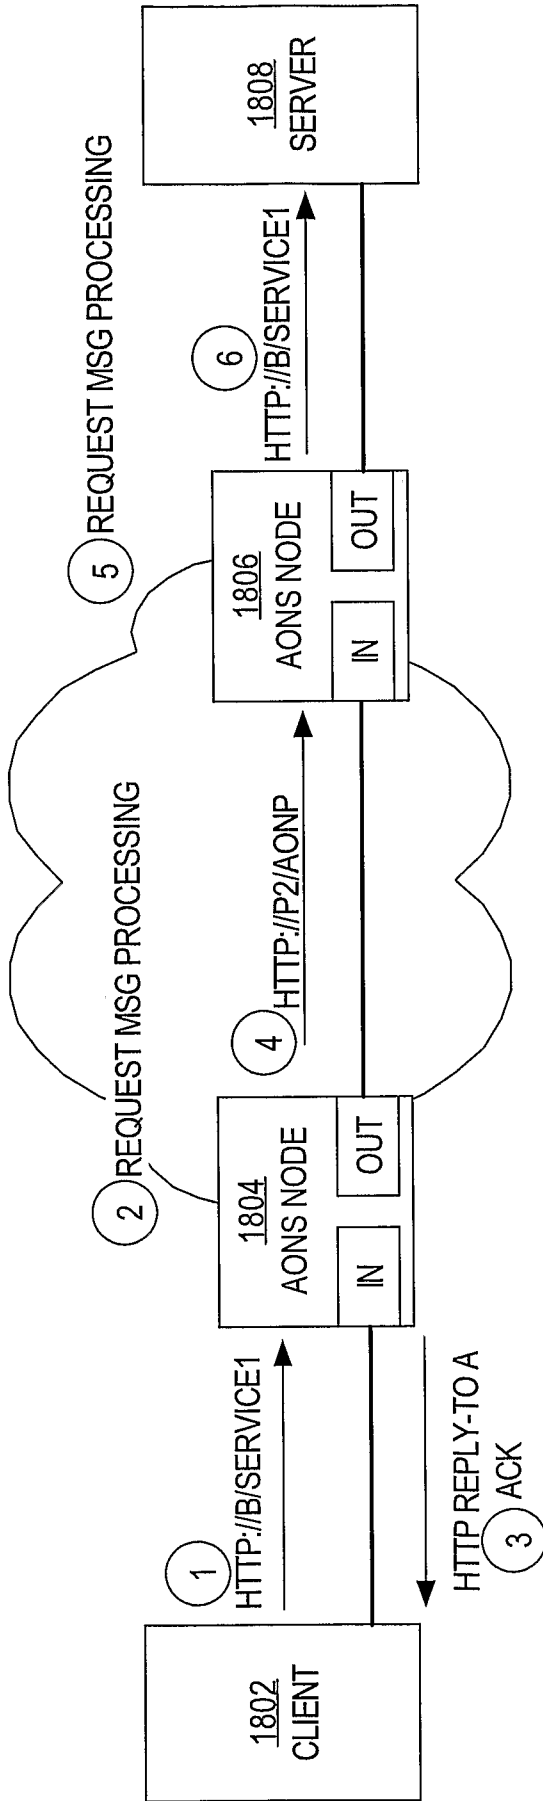 1802
CLIENT
1
HTTP://B/SERVICE1
HTTP REPLY-TO A
3
ACK
2
REQUEST MSG PROCESSING
1804
AONS NODE
IN
OUT
4
HTTP://P2/AONP
5
REQUEST MSG PROCESSING
1806
AONS NODE
IN
OUT
6
HTTP://B/SERVICE1
1808
SERVER